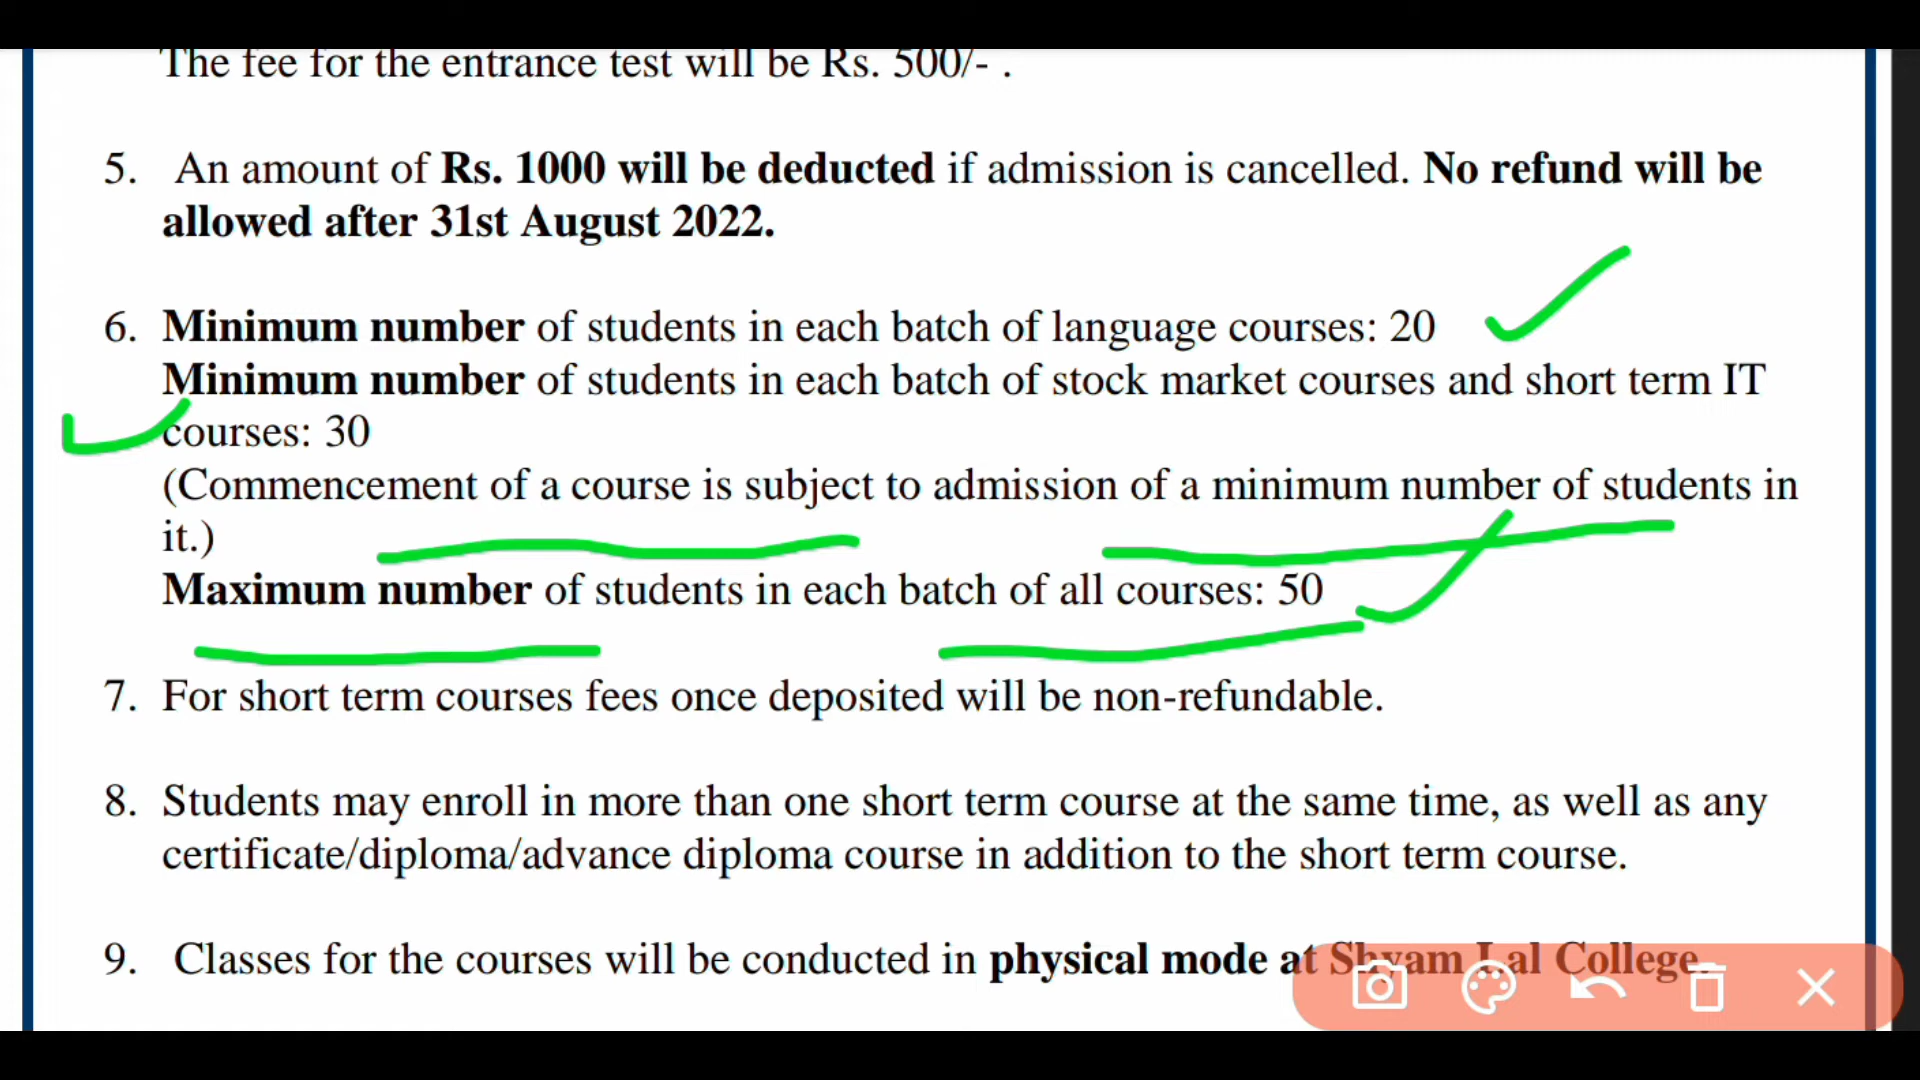 The fee for the entrance test will be Rs. 500/- .
5. An amount of Rs. 1000 will be deducted if admission is cancelled. No refund will be
allowed after 31st August 2022.
6. Minimum number of students in each batch of language courses: 20
Minimum number of students in each batch of stock market courses and short term IT
courses: 30
(Commencement of a course is subject to admission of a minimum number of students in
it.)
Maximum number of students in each batch of all courses: 50
7. For short term courses fees once deposited will be non-refundable.
8. Students may enroll in more than one short term course at the same time, as well as any
certificate/diploma/advance diploma course in addition to the short term course.
9. Classes for the courses will be conducted in physical mode at Shyam Lal College.